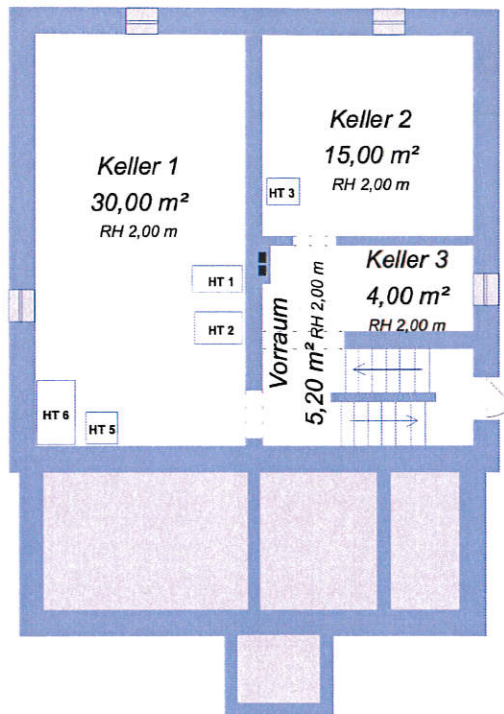 Keller 1
30,00 m²
RH 2,00 m
Keller 2
15,00 m²
RH 2,00 m
HT 3
Keller 3
4,00 m²
RH 2,00 m
HT 1
HT 2
Vorraum
5,20 m² RH 2,00 m
HT 6
HT 5